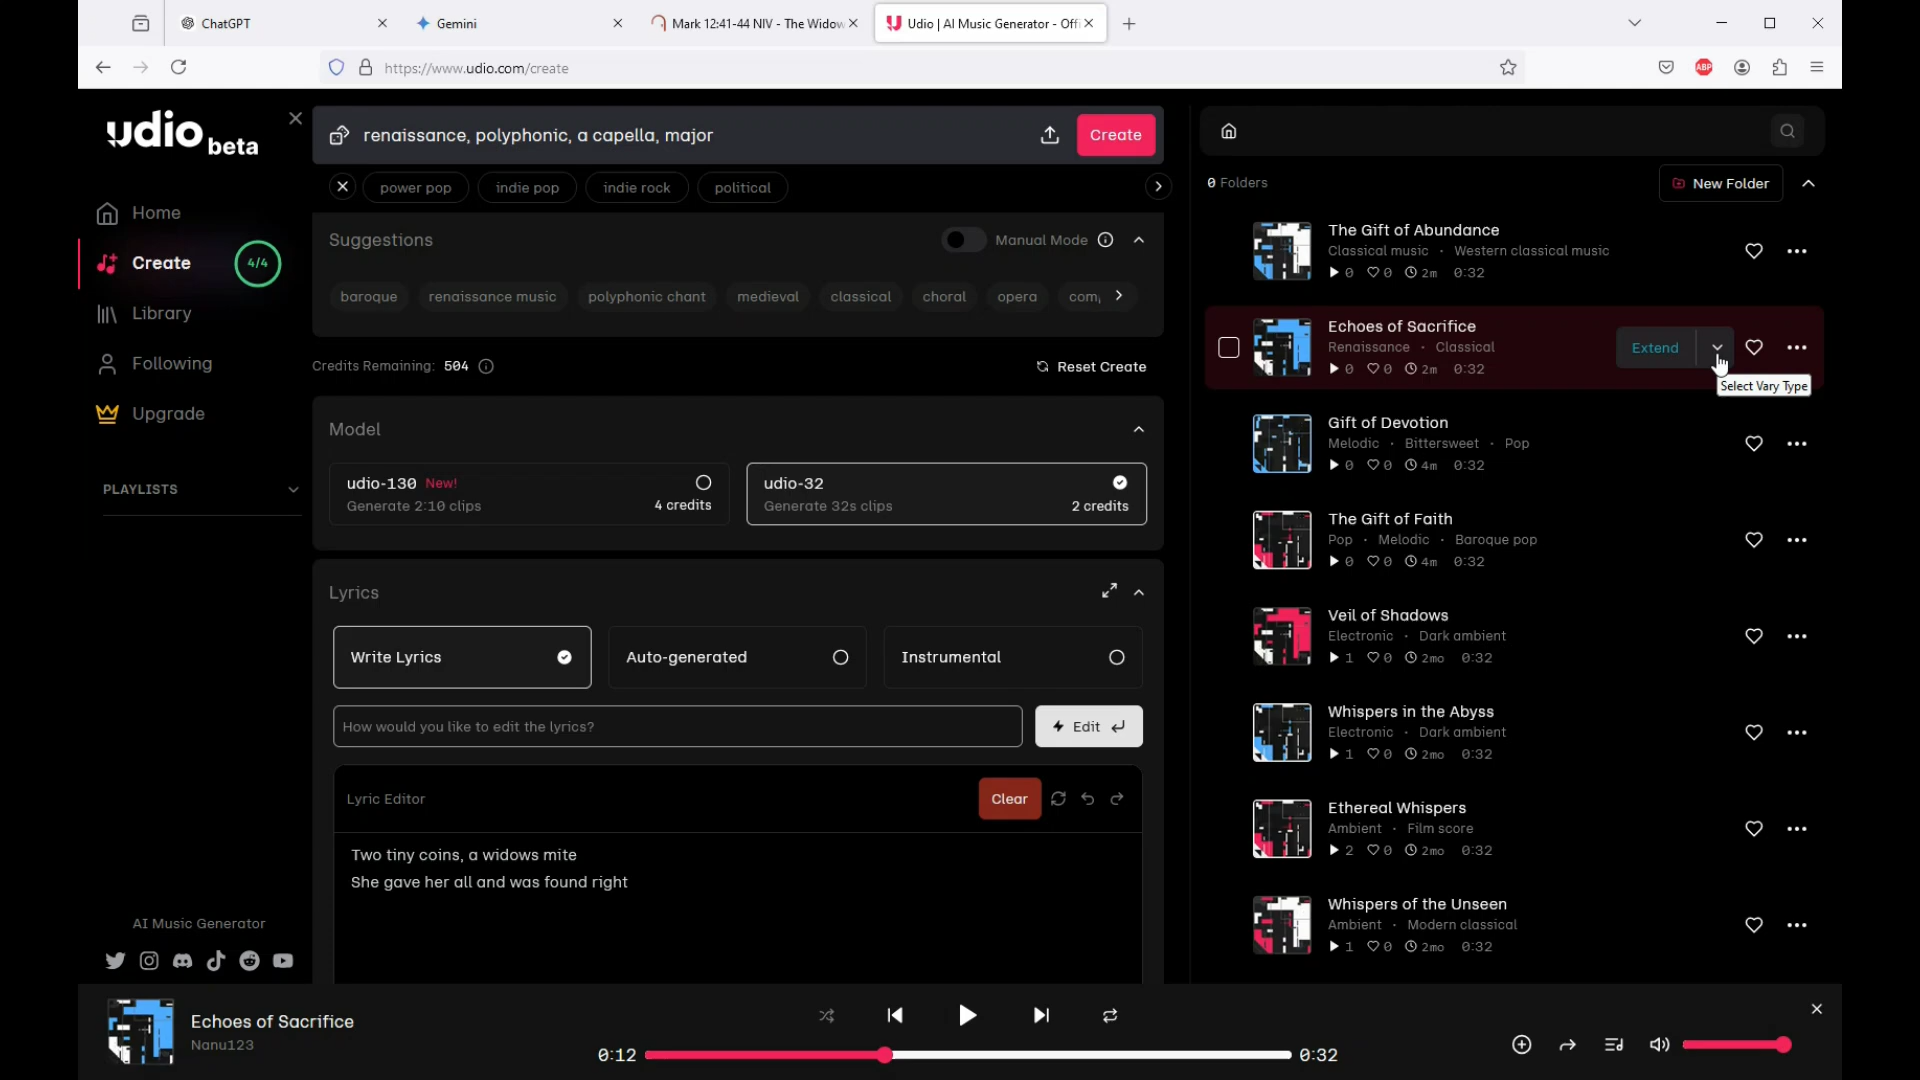 ChatGPT
Gemini
Mark 12:41-44 NIV - The Widow
Udio | AI Music Generator - Offi
https://www.udio.com/create
ABP
udio beta
Home
Create 4/4
Library
Following
Upgrade
PLAYLISTS
AI Music Generator
renaissance, polyphonic, a capella, major
Create
power pop
indie pop
indie rock
political
Suggestions
Manual Mode
baroque
renaissance music
polyphonic chant
medieval
classical
choral
opera
com
Credits Remaining: 504
Reset Create
Model
udio-130 New!
Generate 2:10 clips
4 credits
udio-32
Generate 32s clips
2 credits
Lyrics
Write Lyrics
Auto-generated
Instrumental
How would you like to edit the lyrics?
Edit
Lyric Editor
Clear
Two tiny coins, a widows mite
She gave her all and was found right
0 Folders
New Folder
The Gift of Abundance
Classical music · Western classical music
0 0 2m 0:32
Echoes of Sacrifice
Renaissance · Classical
0 0 2m 0:32
Extend
Select Vary Type
Gift of Devotion
Melodic · Bittersweet · Pop
0 0 4m 0:32
The Gift of Faith
Pop · Melodic · Baroque pop
0 0 4m 0:32
Veil of Shadows
Electronic · Dark ambient
1 0 2mo 0:32
Whispers in the Abyss
Electronic · Dark ambient
1 0 2mo 0:32
Ethereal Whispers
Ambient · Film score
2 0 2mo 0:32
Whispers of the Unseen
Ambient · Modern classical
1 0 2mo 0:32
Echoes of Sacrifice
Nanu123
0:12
0:32